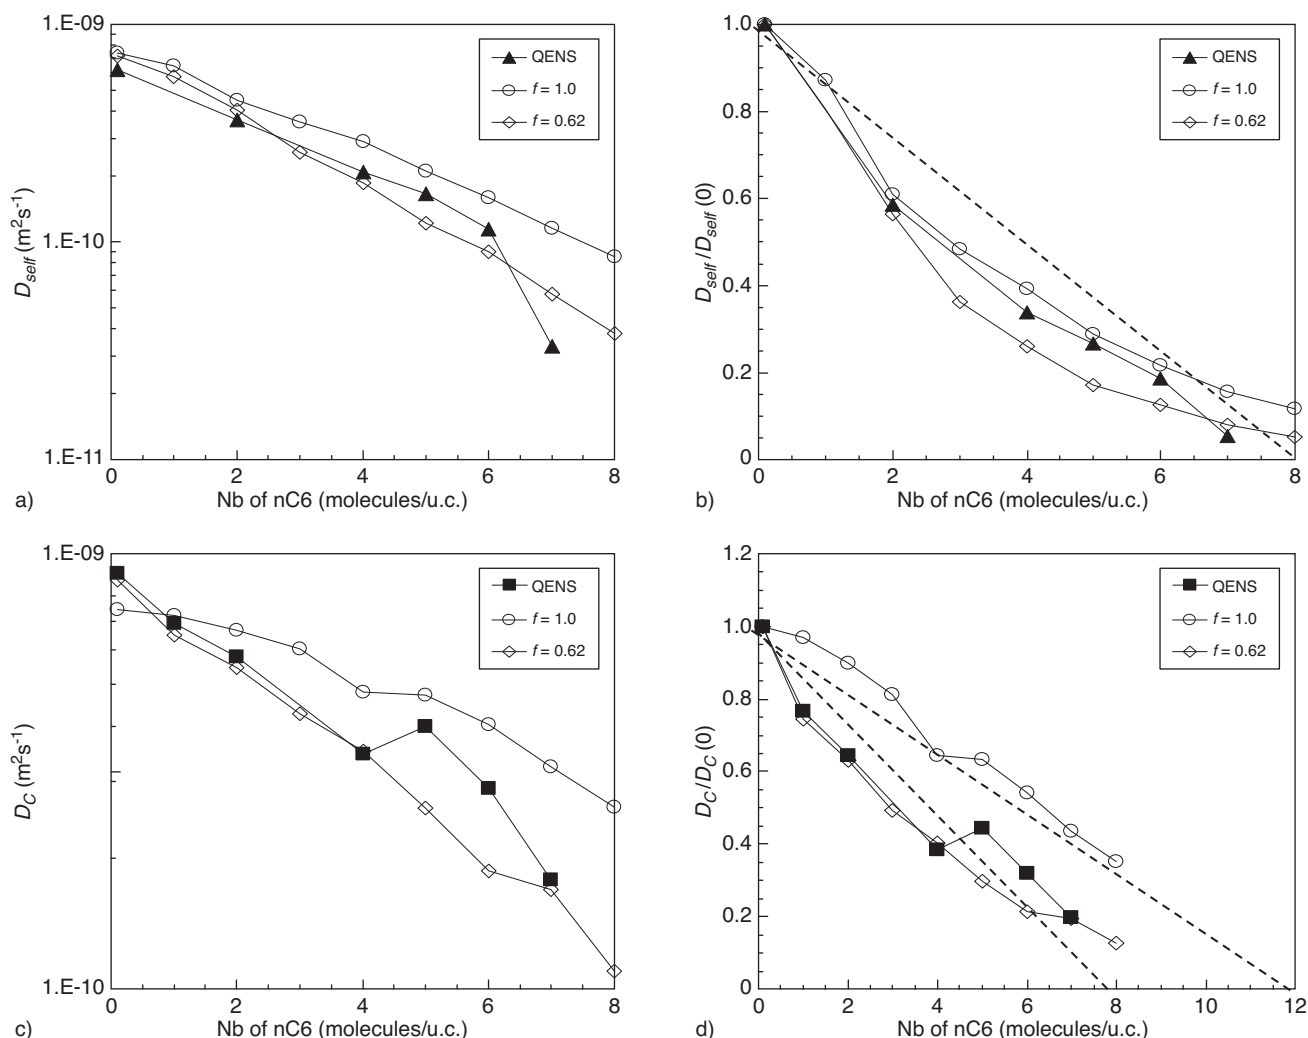 1.E-09
1.E-10
1.E-11
D_self (m²s⁻¹)
QENS
f = 1.0
f = 0.62
0 2 4 6 8
Nb of nC6 (molecules/u.c.)
a)
1.0
0.8
0.6
0.4
0.2
0
D_self/D_self (0)
QENS
f = 1.0
f = 0.62
0 2 4 6 8
Nb of nC6 (molecules/u.c.)
b)
1.E-09
1.E-10
D_C (m²s⁻¹)
QENS
f = 1.0
f = 0.62
0 2 4 6 8
Nb of nC6 (molecules/u.c.)
c)
1.2
1.0
0.8
0.6
0.4
0.2
0
D_C/D_C (0)
QENS
f = 1.0
f = 0.62
0 2 4 6 8 10 12
Nb of nC6 (molecules/u.c.)
d)